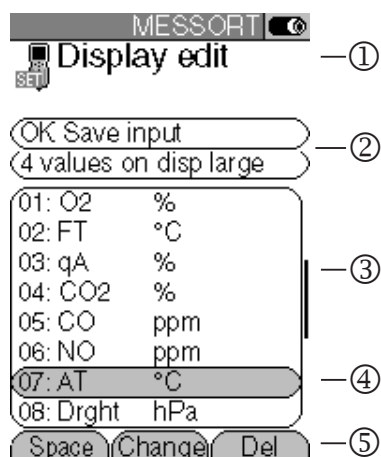 MESSORT
Display edit
①
SET
OK Save input
4 values on disp large
②
01: O2 %
02: FT °C
03: qA %
③
04: CO2 %
05: CO ppm
06: NO ppm
07: AT °C
④
08: Drght hPa
Space Change Del
⑤